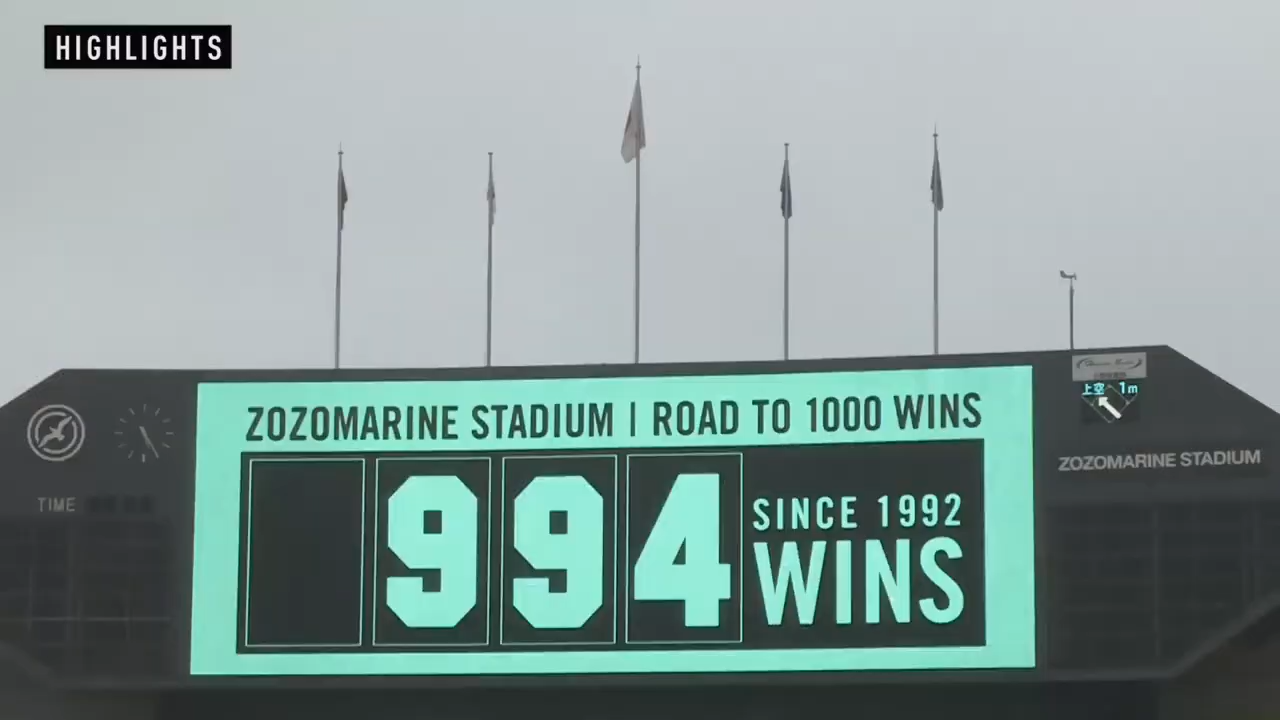 HIGHLIGHTS
ZOZOMARINE STADIUM | ROAD TO 1000 WINS
994
SINCE 1992
WINS
上空 1m
ZOZOMARINE STADIUM
TIME